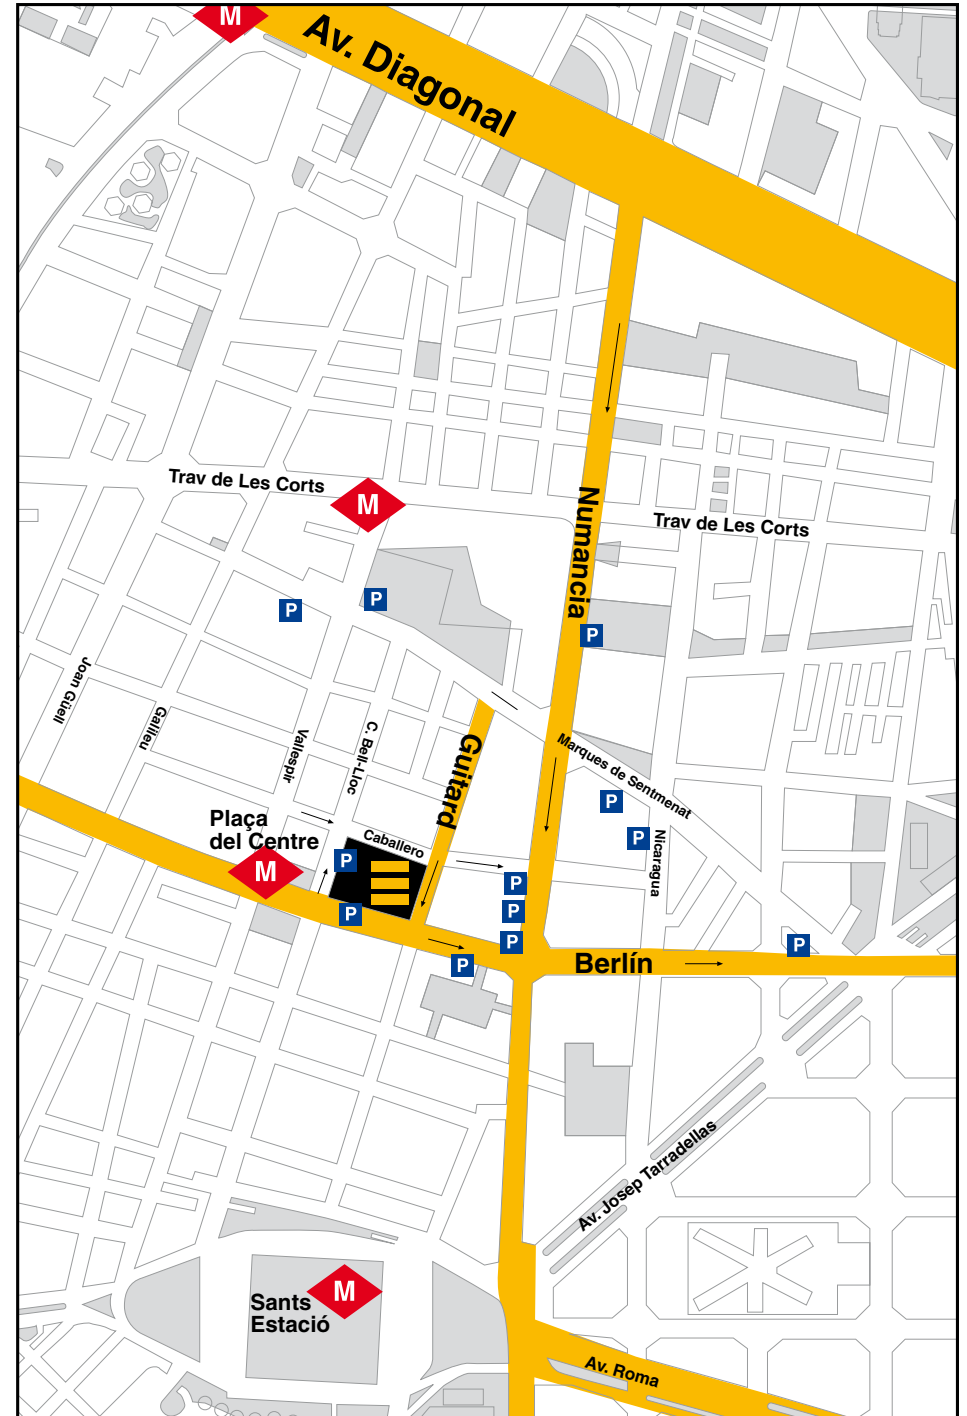 M
Av. Diagonal
Trav de Les Corts
M
Numancia
Trav de Les Corts
P
P
P
Joan Güell
Galileu
Vallespir
C. Bell-Lloc
Guitard
Marques de Sentmenat
P
P
Nicaragua
Plaça
del Centre
Caballero
M
P
P
P
P
P
P
P
Berlín
Av. Josep Tarradellas
M
Sants
Estació
Av. Roma